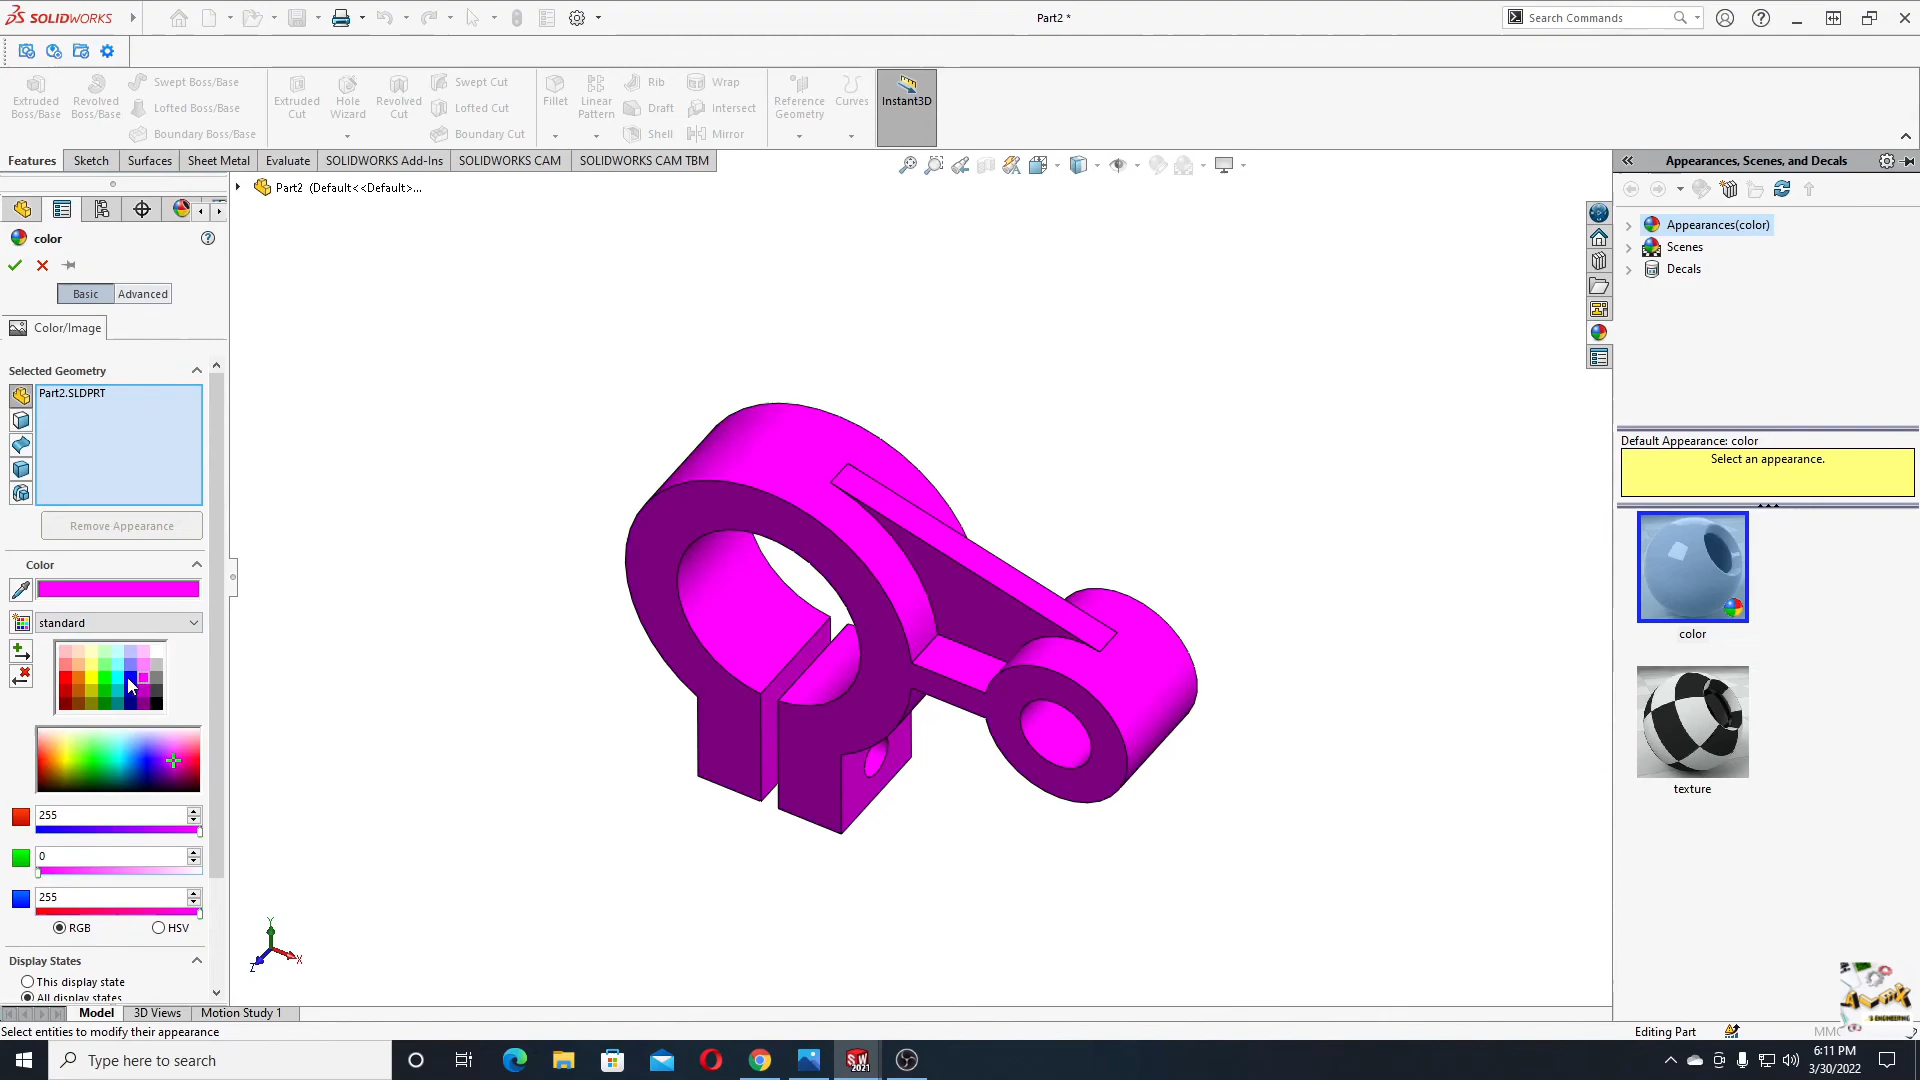 SOLIDWORKS
Part2 *
Search Commands
Extruded Boss/Base
Revolved Boss/Base
Swept Boss/Base
Lofted Boss/Base
Boundary Boss/Base
Extruded Cut
Hole Wizard
Revolved Cut
Swept Cut
Lofted Cut
Boundary Cut
Fillet
Linear Pattern
Rib
Draft
Shell
Wrap
Intersect
Mirror
Reference Geometry
Curves
Instant3D
Features
Sketch
Surfaces
Sheet Metal
Evaluate
SOLIDWORKS Add-Ins
SOLIDWORKS CAM
SOLIDWORKS CAM TBM
Part2 (Default<<Default>...
color
Basic
Advanced
Color/Image
Selected Geometry
Part2.SLDPRT
Remove Appearance
Color
standard
255
0
255
RGB
HSV
Display States
This display state
All display states
Y
X
Z
Appearances, Scenes, and Decals
Appearances(color)
Scenes
Decals
Default Appearance: color
Select an appearance.
color
texture
Model
3D Views
Motion Study 1
Select entities to modify their appearance
Editing Part
Type here to search
SW
2021
6:11 PM
3/30/2022